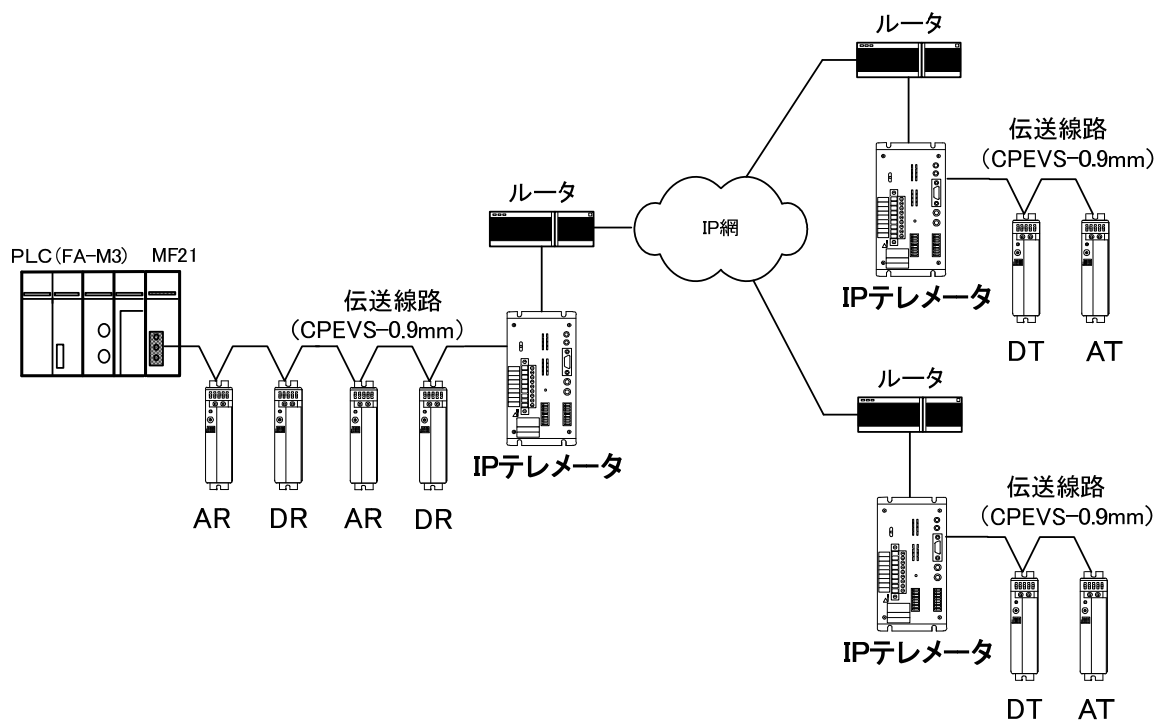 ルータ
伝送線路
(CPEVS-0.9mm)
ルータ
IP網
IPテレメータ
DT AT
PLC(FA-M3) MF21
伝送線路
(CPEVS-0.9mm)
IPテレメータ
AR DR AR DR
ルータ
伝送線路
(CPEVS-0.9mm)
IPテレメータ
DT AT